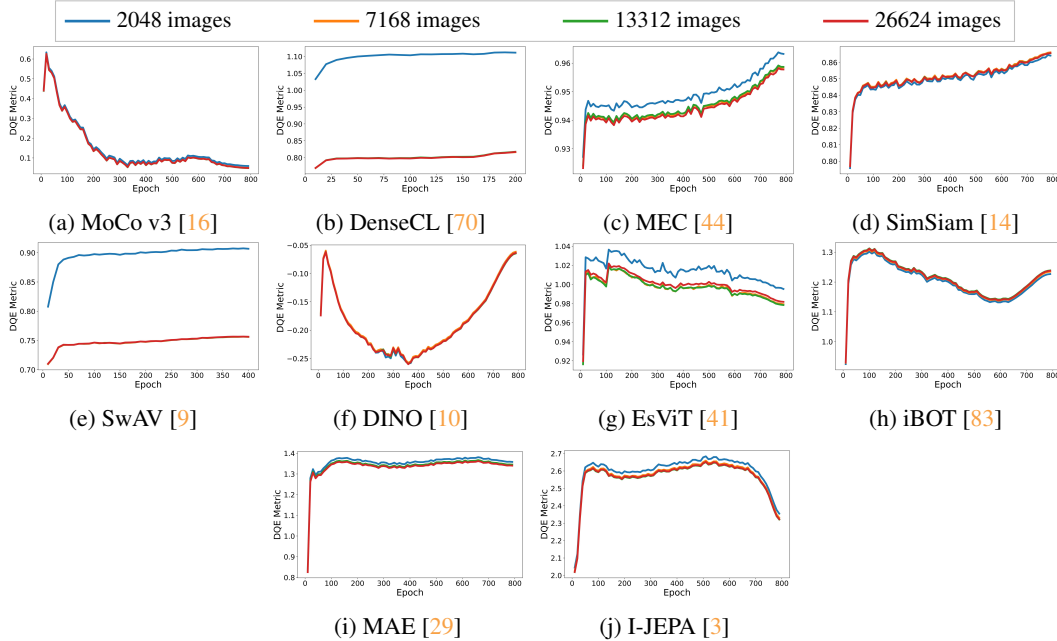 2048 images 7168 images 13312 images 26624 images
DQE Metric
0.6
0.5
0.4
0.3
0.2
0.1
0 100 200 300 400 500 600 700 800
Epoch
(a) MoCo v3 [16]
DQE Metric
1.10
1.05
1.00
0.95
0.90
0.85
0.80
0 25 50 75 100 125 150 175 200
Epoch
(b) DenseCL [70]
DQE Metric
0.96
0.95
0.94
0.93
0 100 200 300 400 500 600 700 800
Epoch
(c) MEC [44]
DQE Metric
0.86
0.85
0.84
0.83
0.82
0.81
0.80
0 100 200 300 400 500 600 700 800
Epoch
(d) SimSiam [14]
DQE Metric
0.90
0.85
0.80
0.75
0.70
0 50 100 150 200 250 300 350 400
Epoch
(e) SwAV [9]
DQE Metric
−0.05
−0.10
−0.15
−0.20
−0.25
0 100 200 300 400 500 600 700 800
Epoch
(f) DINO [10]
DQE Metric
1.04
1.02
1.00
0.98
0.96
0.94
0.92
0 100 200 300 400 500 600 700 800
Epoch
(g) EsViT [41]
DQE Metric
1.3
1.2
1.1
1.0
0 100 200 300 400 500 600 700 800
Epoch
(h) iBOT [83]
DQE Metric
1.4
1.3
1.2
1.1
1.0
0.9
0.8
0 100 200 300 400 500 600 700 800
Epoch
(i) MAE [29]
DQE Metric
2.7
2.6
2.5
2.4
2.3
2.2
2.1
2.0
0 100 200 300 400 500 600 700 800
Epoch
(j) I-JEPA [3]